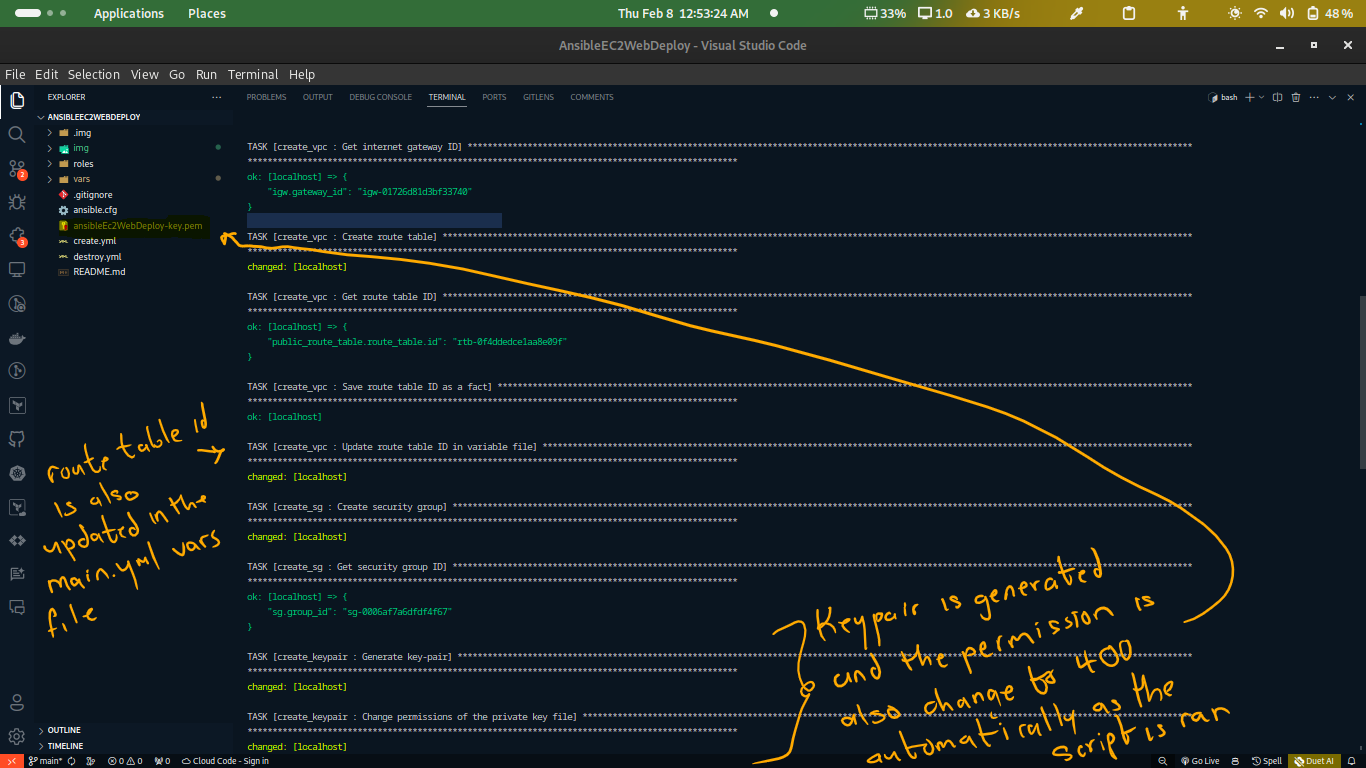 Applications Places
Thu Feb 8 12:53:24 AM
33% 1.0 3 KB/s 48 %
AnsibleEC2WebDeploy - Visual Studio Code
File Edit Selection View Go Run Terminal Help
EXPLORER
ANSIBLEEC2WEBDEPLOY
.img
img
roles
vars
.gitignore
ansible.cfg
ansibleEc2WebDeploy-key.pem
create.yml
destroy.yml
README.md
OUTLINE
TIMELINE
PROBLEMS OUTPUT DEBUG CONSOLE TERMINAL PORTS GITLENS COMMENTS
bash
TASK [create_vpc : Get internet gateway ID]
ok: [localhost] => {
"igw.gateway_id": "igw-01726d81d3bf33740"
}
TASK [create_vpc : Create route table]
changed: [localhost]
TASK [create_vpc : Get route table ID]
ok: [localhost] => {
"public_route_table.route_table.id": "rtb-0f4ddedce1aa8e09f"
}
TASK [create_vpc : Save route table ID as a fact]
ok: [localhost]
TASK [create_vpc : Update route table ID in variable file]
changed: [localhost]
TASK [create_sg : Create security group]
changed: [localhost]
TASK [create_sg : Get security group ID]
ok: [localhost] => {
"sg.group_id": "sg-0006af7a6dfdf4f67"
}
TASK [create_keypair : Generate key-pair]
changed: [localhost]
TASK [create_keypair : Change permissions of the private key file]
changed: [localhost]
route table id
is also
updated in the
main.yml vars
file
Keypair is generated
and the permission is
also change to 400
automatically as the
script is ran
2
3
main* 0 0 0 Cloud Code - Sign in
Go Live Spell Duet AI